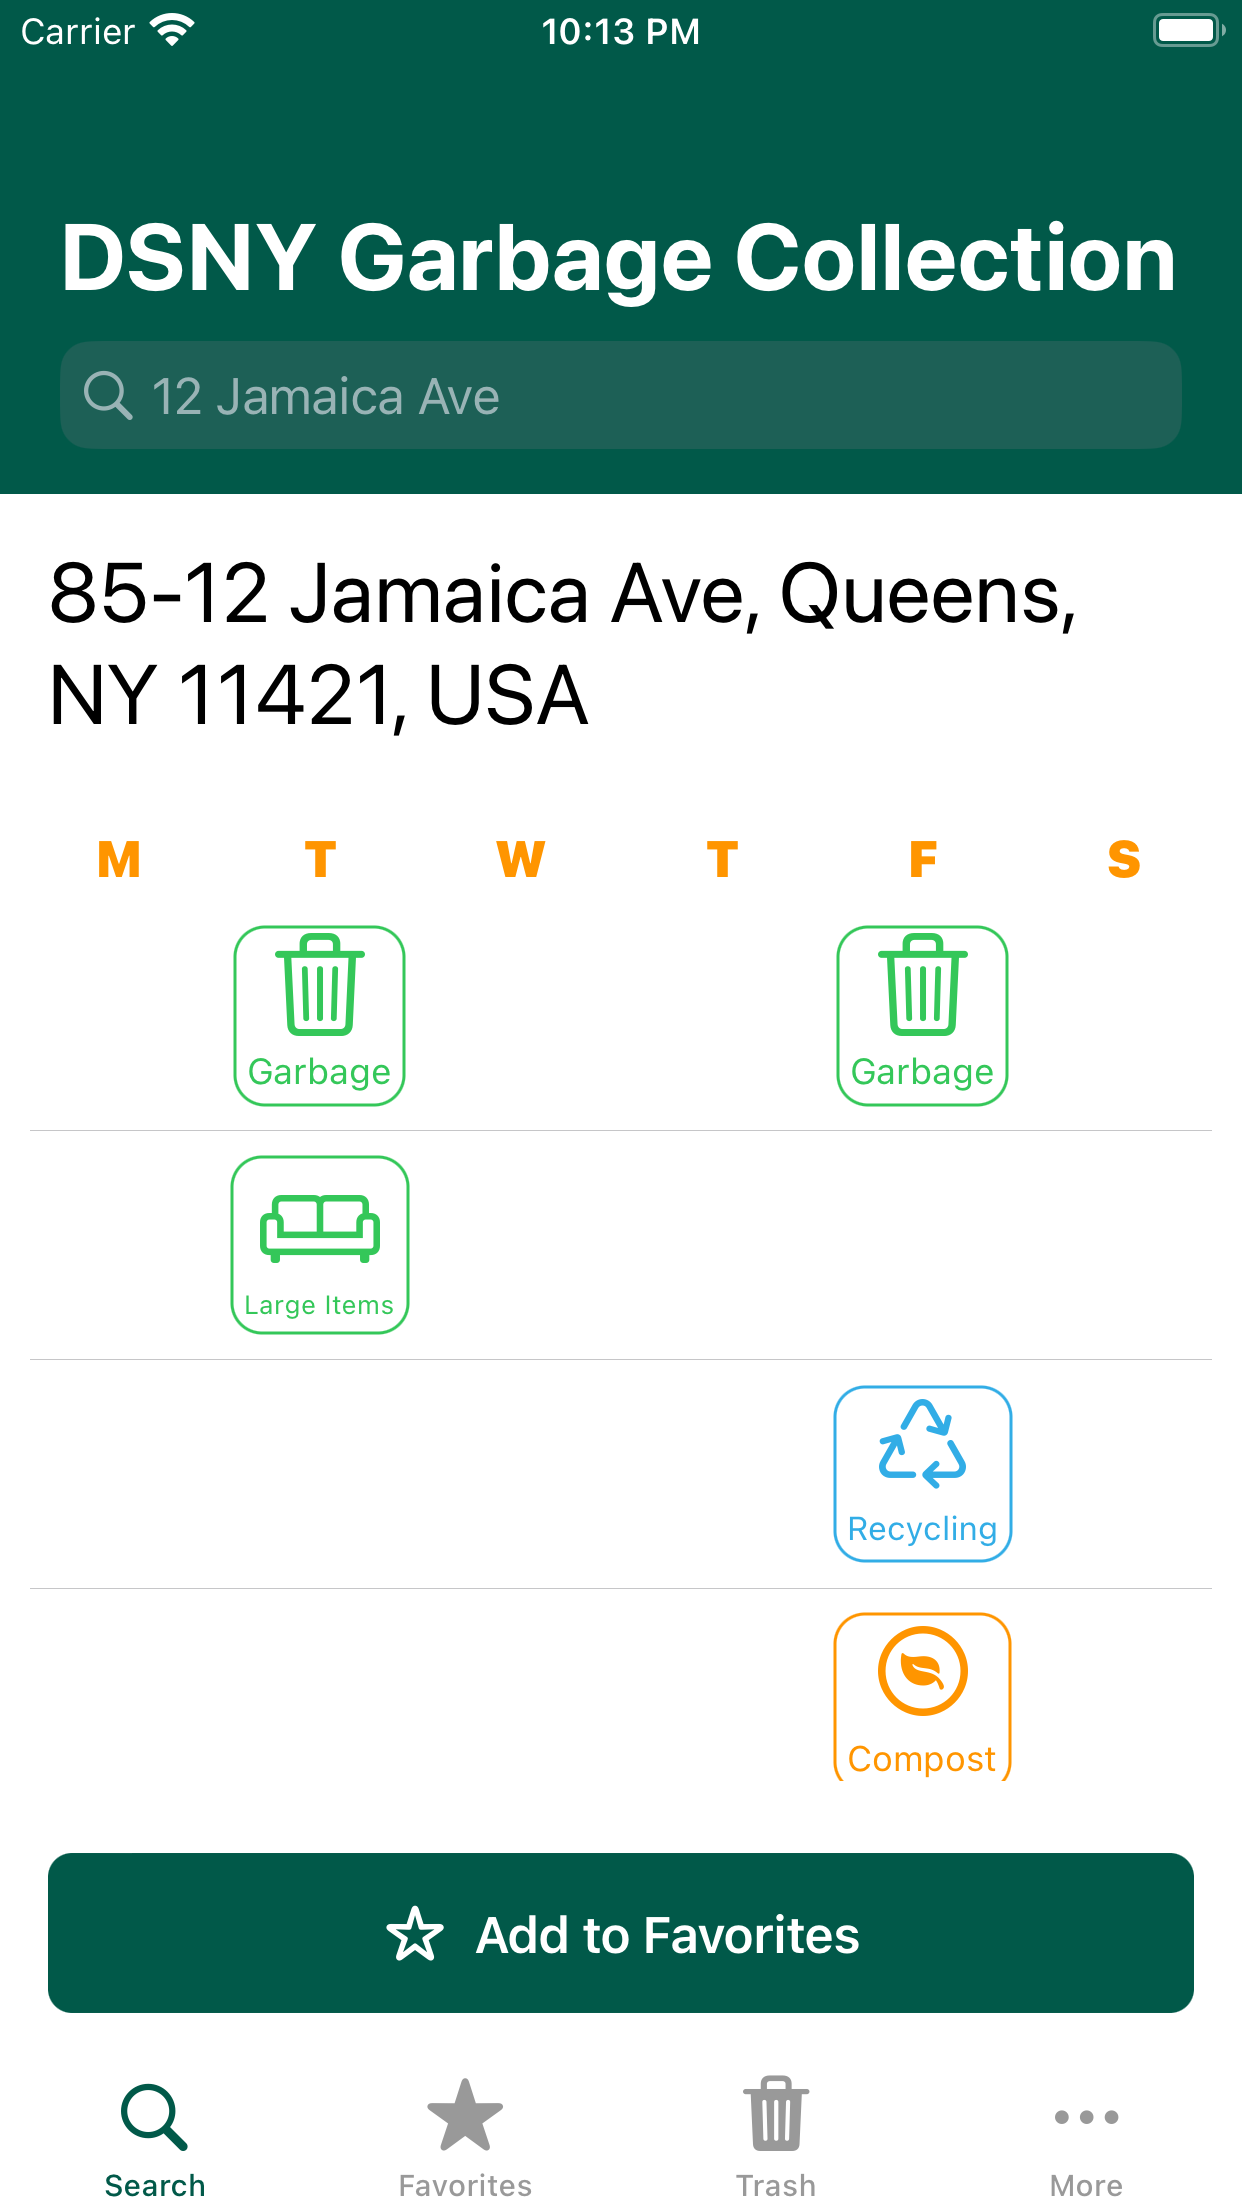 Carrier 10:13 PM
DSNY Garbage Collection
12 Jamaica Ave
85-12 Jamaica Ave, Queens,
NY 11421, USA
M T W T F S
Garbage Garbage
Large Items
Recycling
Compost
Add to Favorites
Search Favorites Trash More